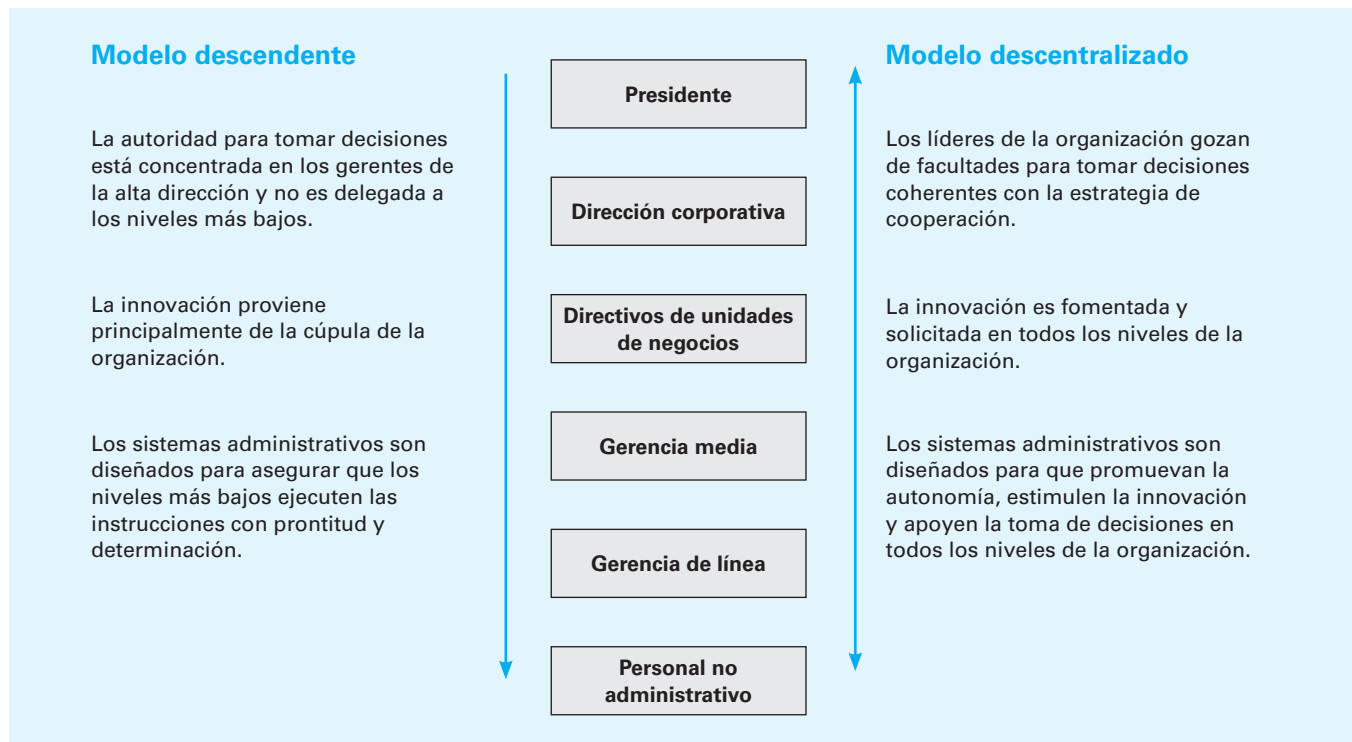 Modelo descendente
La autoridad para tomar decisiones
está concentrada en los gerentes de
la alta dirección y no es delegada a
los niveles más bajos.
La innovación proviene
principalmente de la cúpula de la
organización.
Los sistemas administrativos son
diseñados para asegurar que los
niveles más bajos ejecuten las
instrucciones con prontitud y
determinación.
Presidente
Dirección corporativa
Directivos de unidades
de negocios
Gerencia media
Gerencia de línea
Personal no
administrativo
Modelo descentralizado
Los líderes de la organización gozan
de facultades para tomar decisiones
coherentes con la estrategia de
cooperación.
La innovación es fomentada y
solicitada en todos los niveles de la
organización.
Los sistemas administrativos son
diseñados para que promuevan la
autonomía, estimulen la innovación
y apoyen la toma de decisiones en
todos los niveles de la organización.